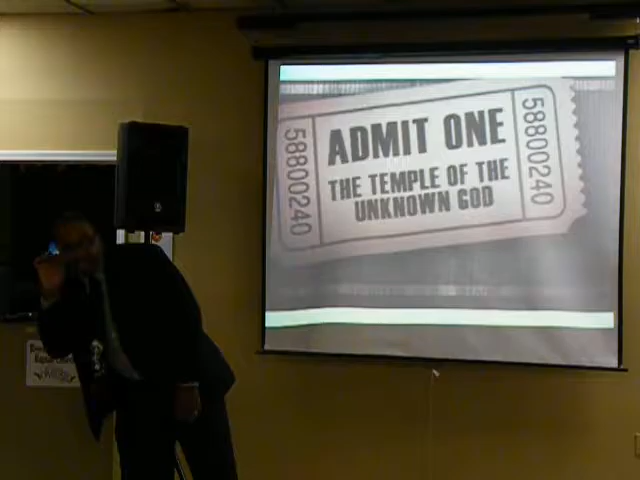 58800240
ADMIT ONE
THE TEMPLE OF THE
UNKNOWN GOD
58800240